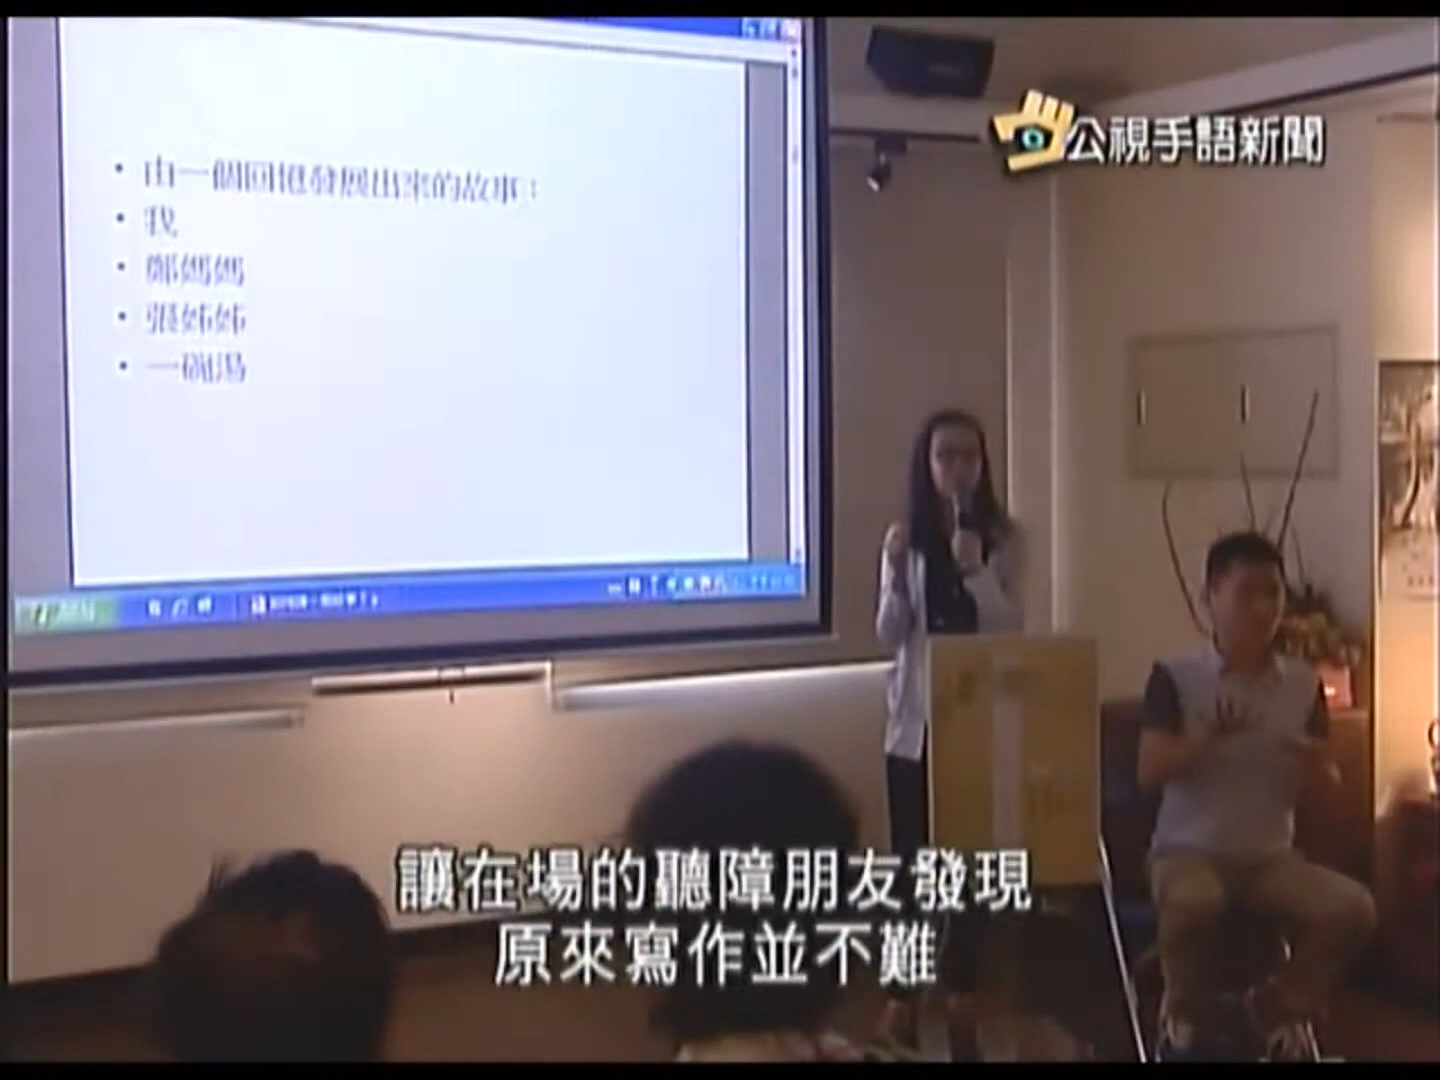 公視手語新聞
由一個回憶發展出來的故事：
我
鄭媽媽
張姊姊
一碗湯
讓在場的聽障朋友發現
原來寫作並不難